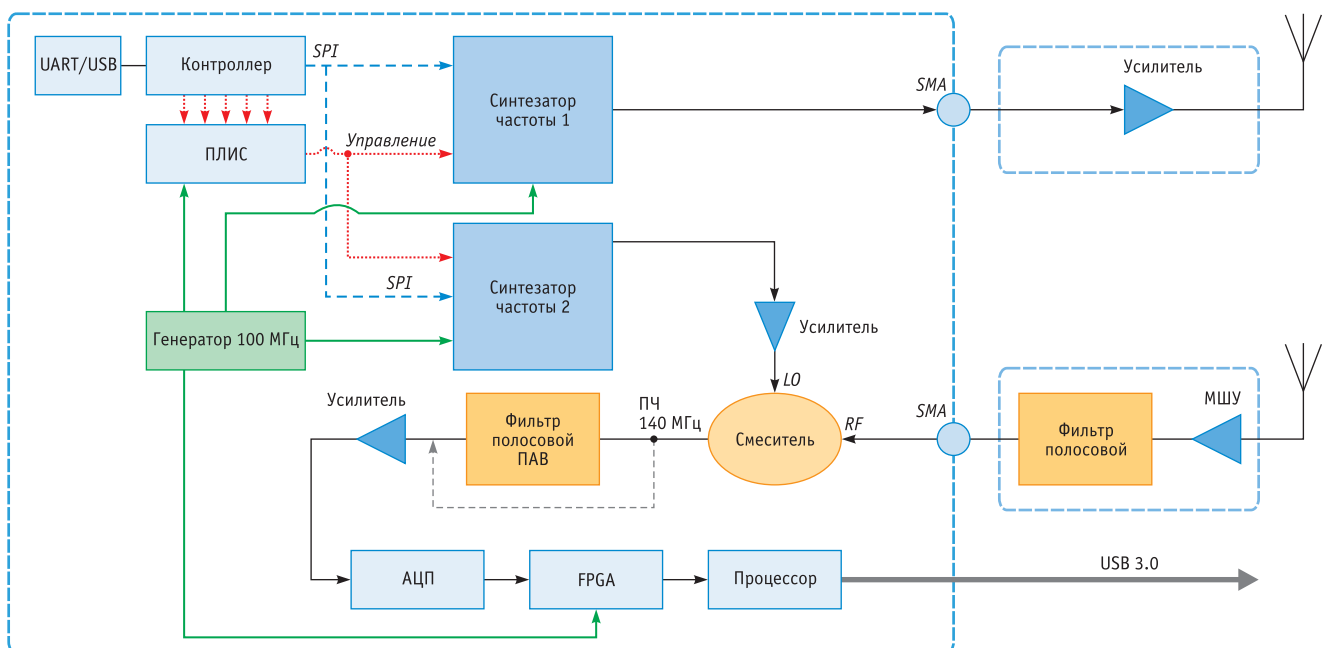 UART/USB
Контроллер
SPI
Синтезатор
частоты 1
SMA
Усилитель
ПЛИС
Управление
SPI
Синтезатор
частоты 2
Генератор 100 МГц
Усилитель
LO
Усилитель
Фильтр
полосовой
ПАВ
ПЧ
140 МГц
Смеситель
RF
SMA
Фильтр
полосовой
МШУ
АЦП
FPGA
Процессор
USB 3.0